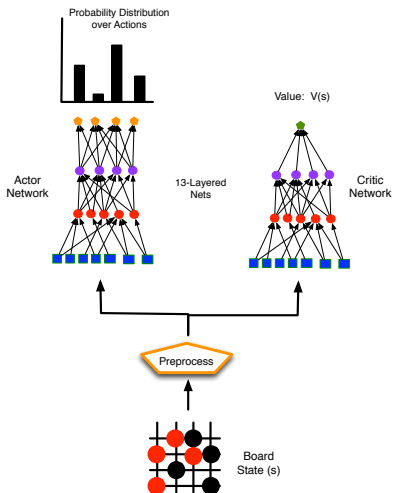 Probability Distribution
over Actions
Value: V(s)
Actor
Network
13-Layered
Nets
Critic
Network
Preprocess
Board
State (s)